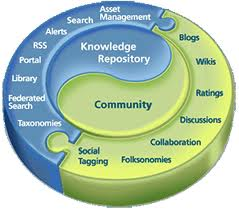 Asset
Management
Search
Alerts
RSS
Portal
Library
Federated
Search
Taxonomies
Knowledge
Repository
Community
Blogs
Wikis
Ratings
Discussions
Collaboration
Folksonomies
Social
Tagging